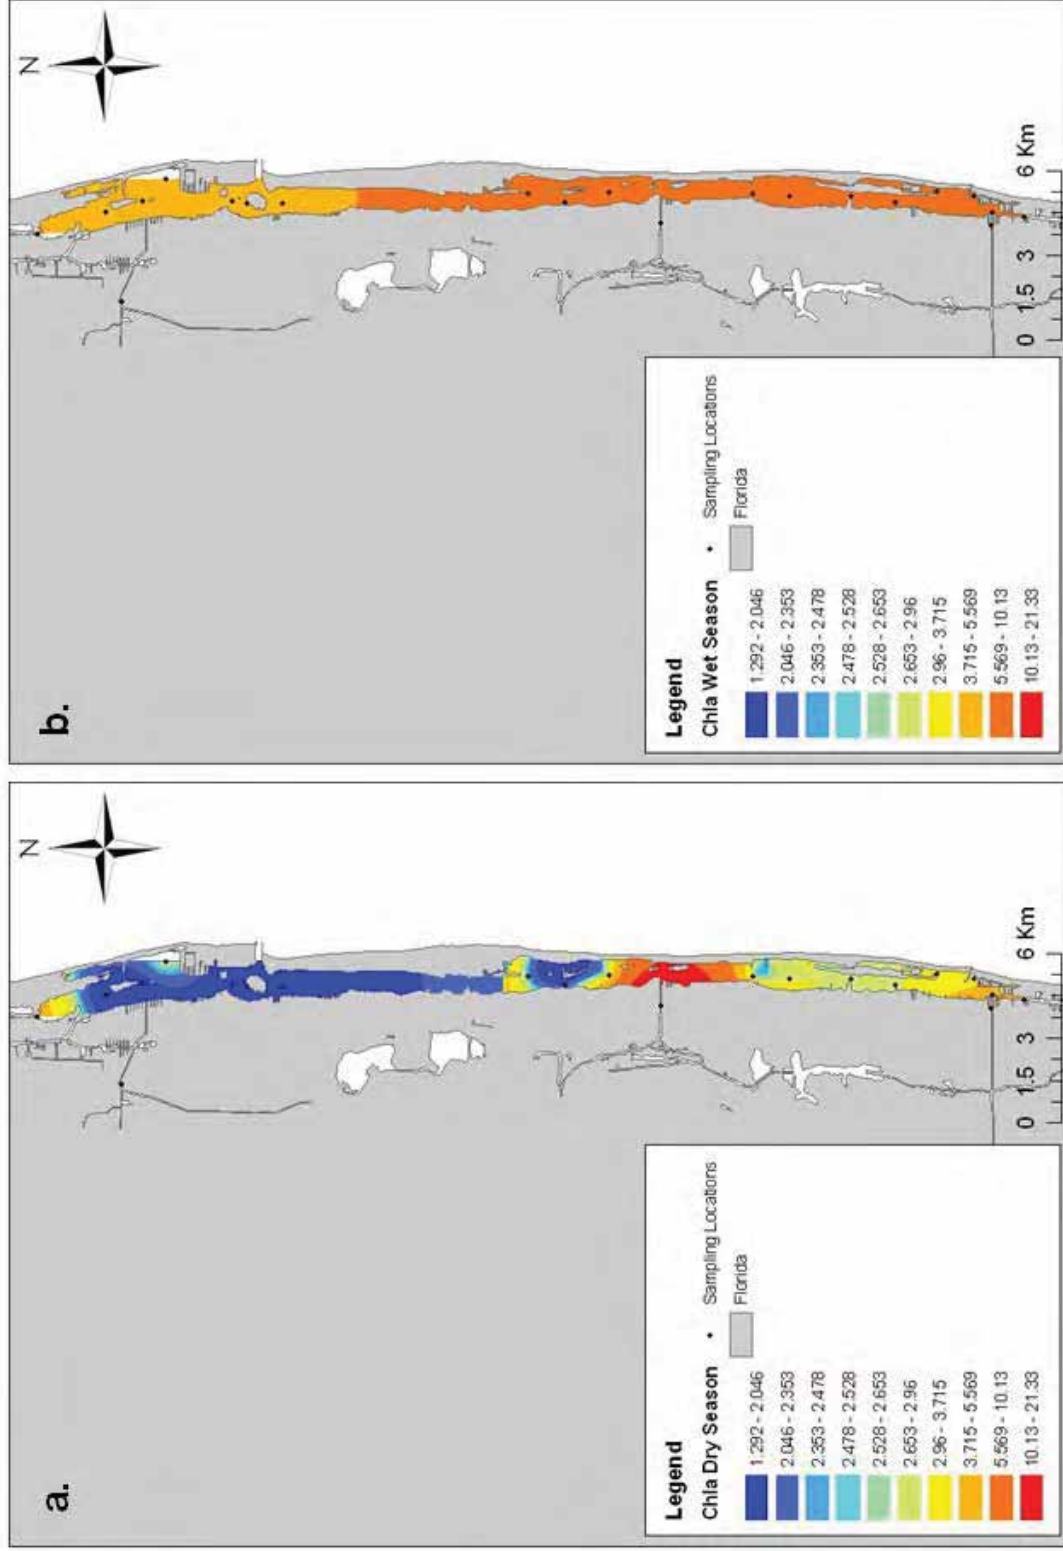 a.
N
Legend
Chla Dry Season
1.292 - 2.046
2.046 - 2.353
2.353 - 2.478
2.478 - 2.528
2.528 - 2.653
2.653 - 2.96
2.96 - 3.715
3.715 - 5.569
5.569 - 10.13
10.13 - 21.33
Sampling Locations
Florida
0 1.5 3 6 Km
b.
N
Legend
Chla Wet Season
1.292 - 2.046
2.046 - 2.353
2.353 - 2.478
2.478 - 2.528
2.528 - 2.653
2.653 - 2.96
2.96 - 3.715
3.715 - 5.569
5.569 - 10.13
10.13 - 21.33
Sampling Locations
Florida
0 1.5 3 6 Km